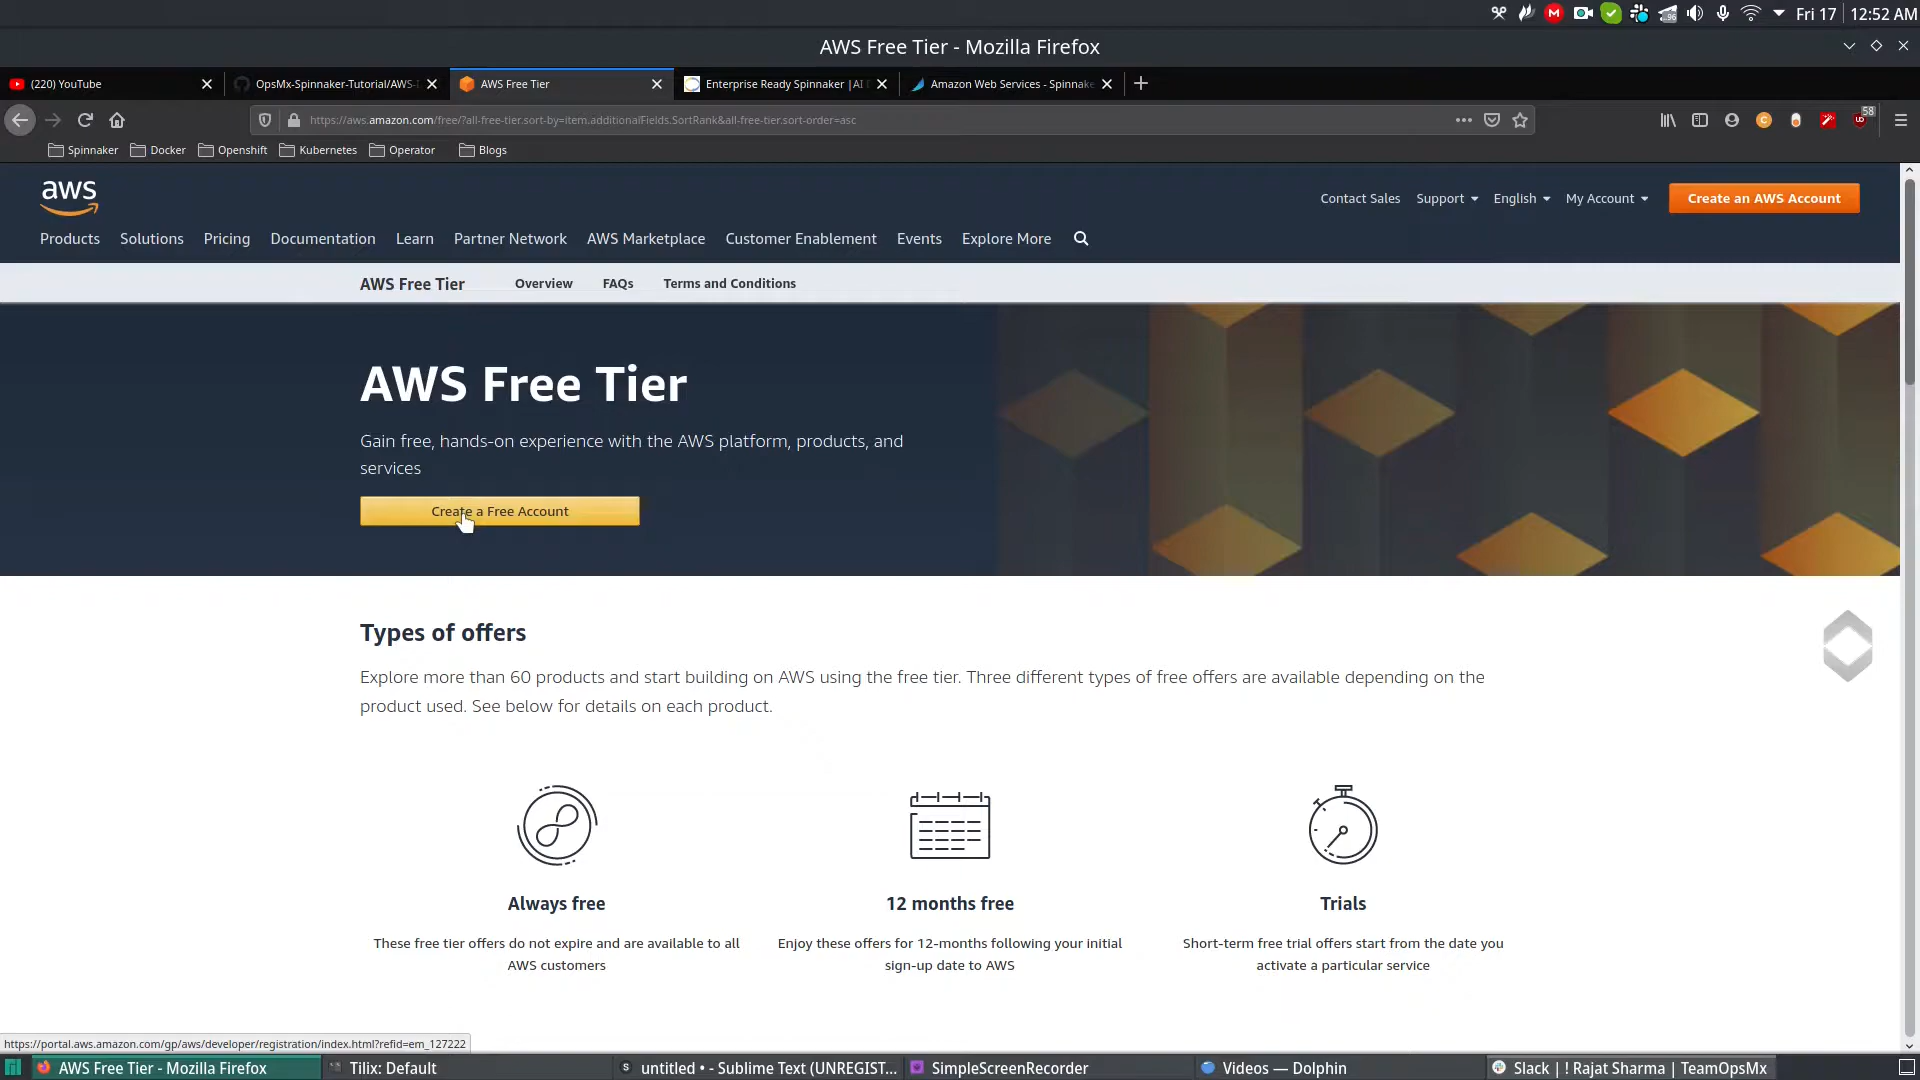 96
Fri 17
12:52 AM
AWS Free Tier - Mozilla Firefox
(220) YouTube
OpsMx-Spinnaker-Tutorial/AWS-
AWS Free Tier
Enterprise Ready Spinnaker |AI
Amazon Web Services - Spinnake
https://aws.amazon.com/free/?all-free-tier.sort-by=item.additionalFields.SortRank&all-free-tier.sort-order=asc
58
Spinnaker
Docker
Openshift
Kubernetes
Operator
Blogs
aws
Contact Sales
Support
English
My Account
Create an AWS Account
Products
Solutions
Pricing
Documentation
Learn
Partner Network
AWS Marketplace
Customer Enablement
Events
Explore More
AWS Free Tier
Overview
FAQs
Terms and Conditions
AWS Free Tier
Gain free, hands-on experience with the AWS platform, products, and
services
Create a Free Account
Types of offers
Explore more than 60 products and start building on AWS using the free tier. Three different types of free offers are available depending on the
product used. See below for details on each product.
Always free
These free tier offers do not expire and are available to all
AWS customers
12 months free
Enjoy these offers for 12-months following your initial
sign-up date to AWS
Trials
Short-term free trial offers start from the date you
activate a particular service
https://portal.aws.amazon.com/gp/aws/developer/registration/index.html?refid=em_127222
AWS Free Tier - Mozilla Firefox
Tilix: Default
untitled • - Sublime Text (UNREGIST...
SimpleScreenRecorder
Videos — Dolphin
Slack | ! Rajat Sharma | TeamOpsMx